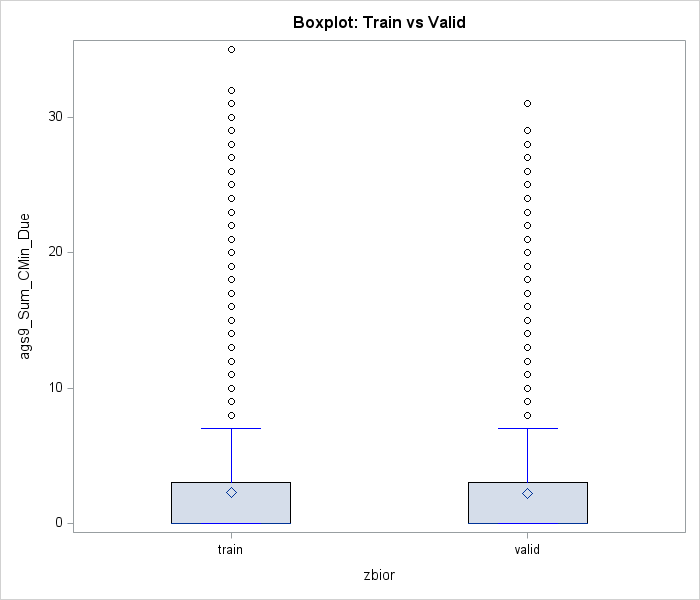 Boxplot: Train vs Valid
30
20
10
0
ags9_Sum_CMin_Due
train
valid
zbior